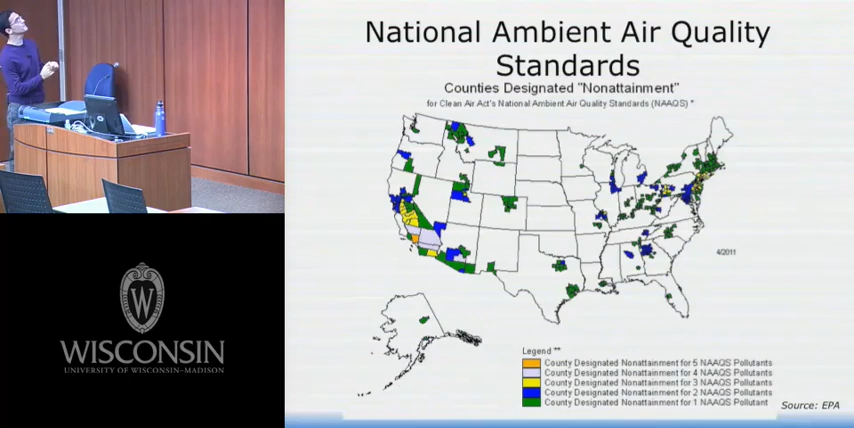 National Ambient Air Quality
Standards
Counties Designated "Nonattainment"
for Clean Air Act's National Ambient Air Quality Standards (NAAQS) *
4/2011
Legend **
County Designated Nonattainment for 5 NAAQS Pollutants
County Designated Nonattainment for 4 NAAQS Pollutants
County Designated Nonattainment for 3 NAAQS Pollutants
County Designated Nonattainment for 2 NAAQS Pollutants
County Designated Nonattainment for 1 NAAQS Pollutant
Source: EPA
W
WISCONSIN
UNIVERSITY OF WISCONSIN–MADISON